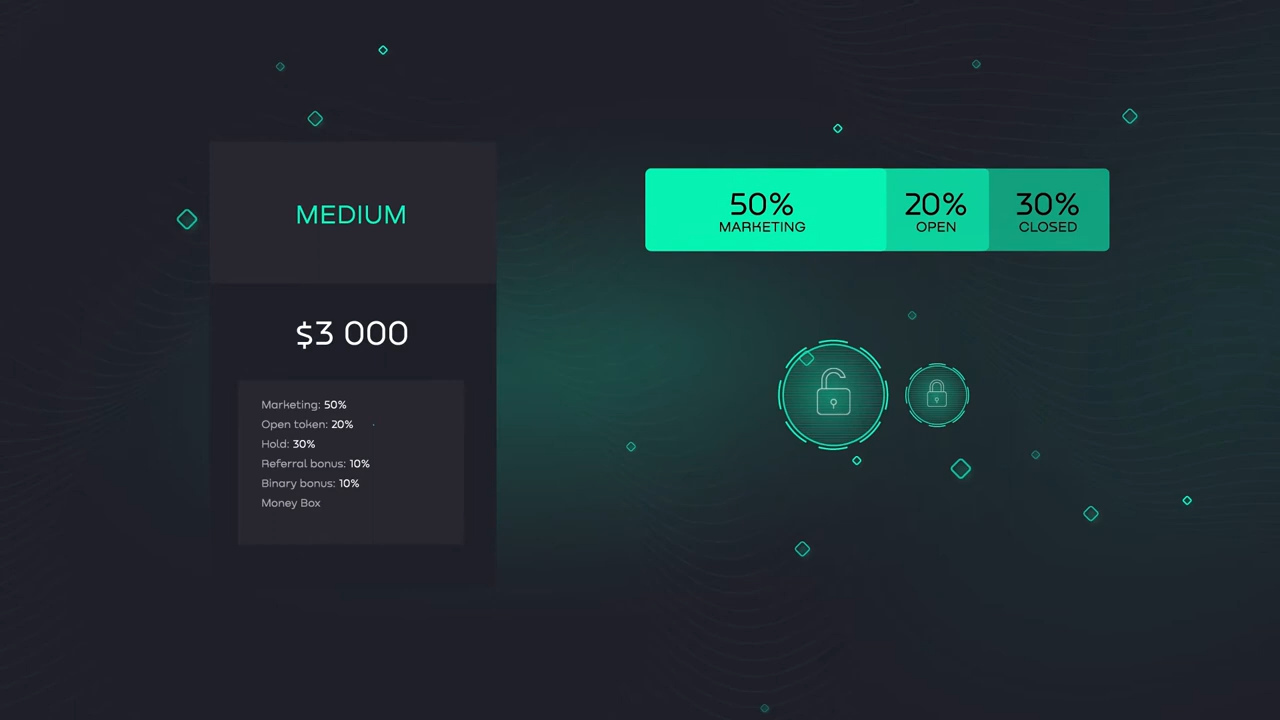 MEDIUM
$3 000
Marketing: 50%
Open token: 20%
Hold: 30%
Referral bonus: 10%
Binary bonus: 10%
Money Box
50%
MARKETING
20%
OPEN
30%
CLOSED